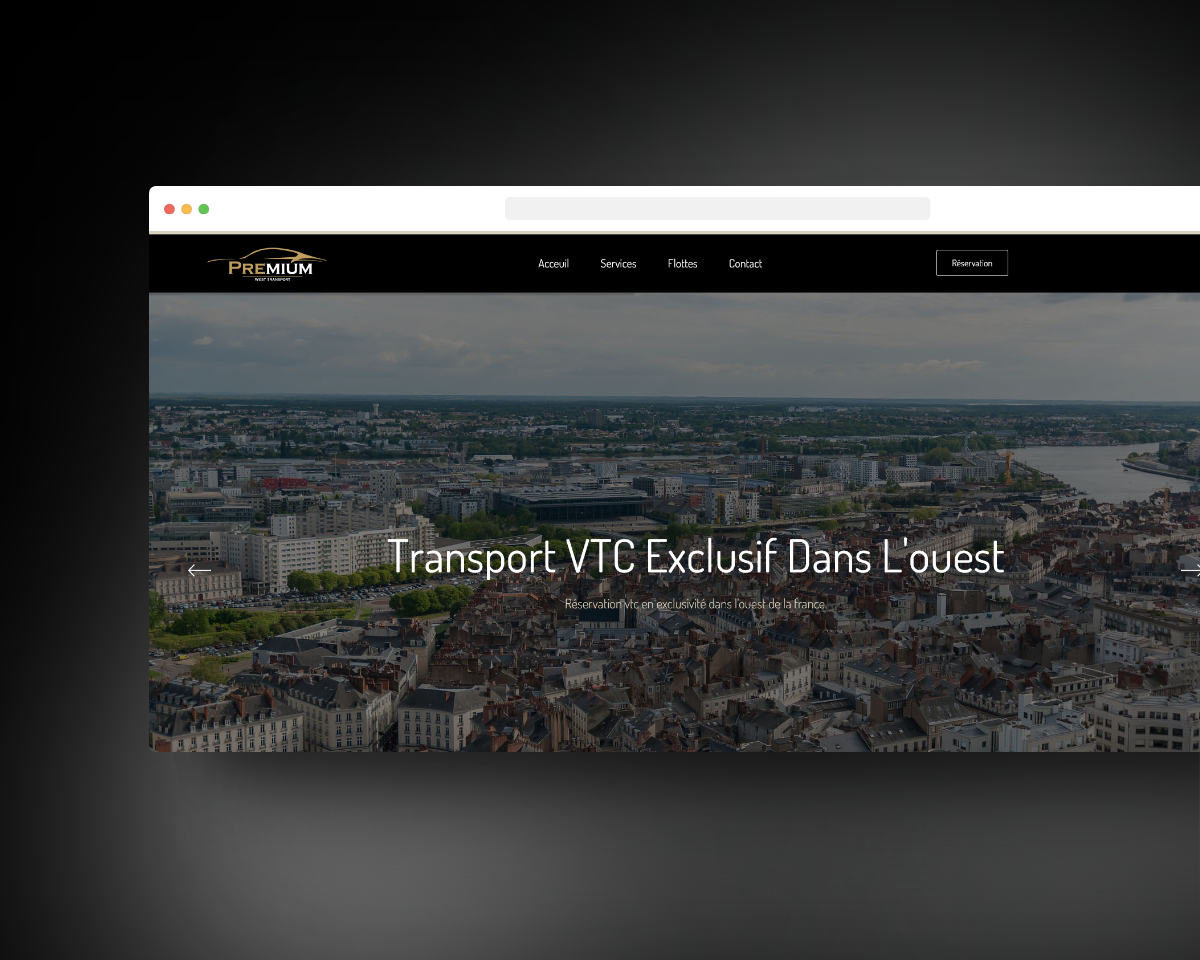 PREMIUM
WEST TRANSPORT
Acceuil
Services
Flottes
Contact
Réservation
Transport VTC Exclusif Dans L'ouest
Réservation vtc en exclusivité dans l'ouest de la france.